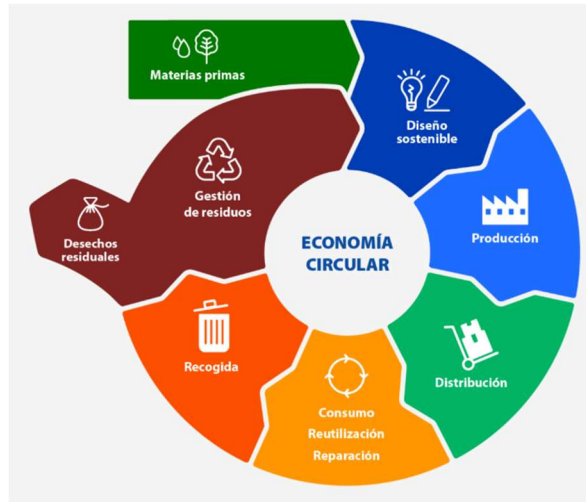 Materias primas
Diseño
sostenible
Producción
Distribución
Consumo
Reutilización
Reparación
Recogida
Gestión
de residuos
Desechos
residuales
ECONOMÍA
CIRCULAR